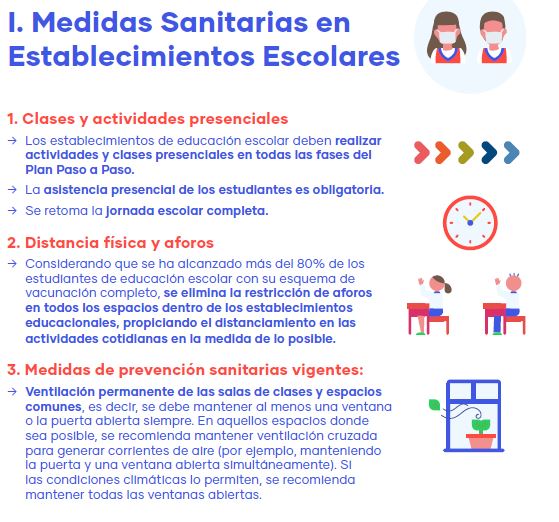 I. Medidas Sanitarias en
Establecimientos Escolares
1. Clases y actividades presenciales
→ Los establecimientos de educación escolar deben realizar
actividades y clases presenciales en todas las fases del
Plan Paso a Paso.
→ La asistencia presencial de los estudiantes es obligatoria.
→ Se retoma la jornada escolar completa.
2. Distancia física y aforos
→ Considerando que se ha alcanzado más del 80% de los
estudiantes de educación escolar con su esquema de
vacunación completo, se elimina la restricción de aforos
en todos los espacios dentro de los establecimientos
educacionales, propiciando el distanciamiento en las
actividades cotidianas en la medida de lo posible.
3. Medidas de prevención sanitarias vigentes:
→ Ventilación permanente de las salas de clases y espacios
comunes, es decir, se debe mantener al menos una ventana
o la puerta abierta siempre. En aquellos espacios donde
sea posible, se recomienda mantener ventilación cruzada
para generar corrientes de aire (por ejemplo, manteniendo
la puerta y una ventana abierta simultáneamente). Si
las condiciones climáticas lo permiten, se recomienda
mantener todas las ventanas abiertas.